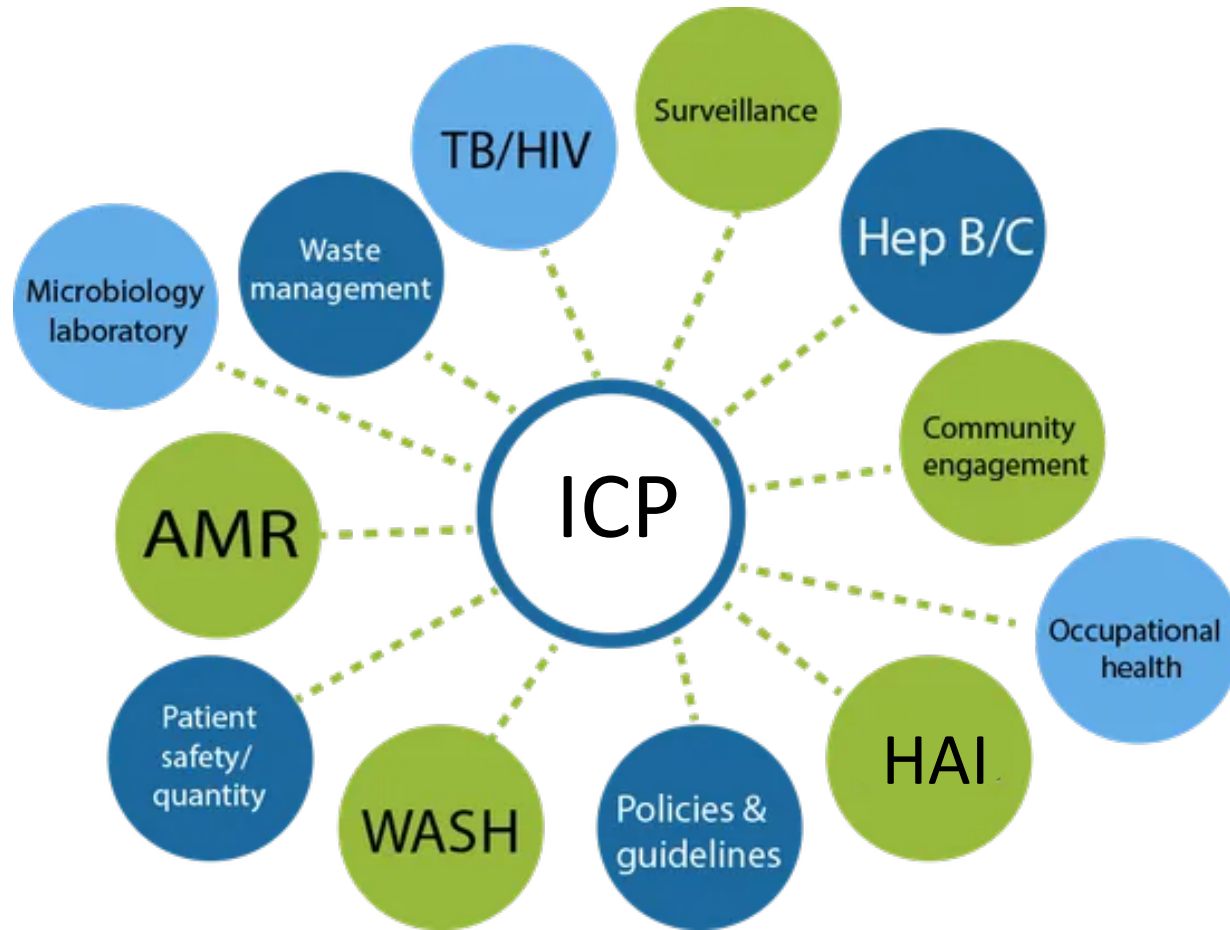 Surveillance
TB/HIV
Hep B/C
Waste
management
Microbiology
laboratory
Community
engagement
ICP
AMR
Occupational
health
Patient
safety/
quantity
HAI
WASH
Policies &
guidelines